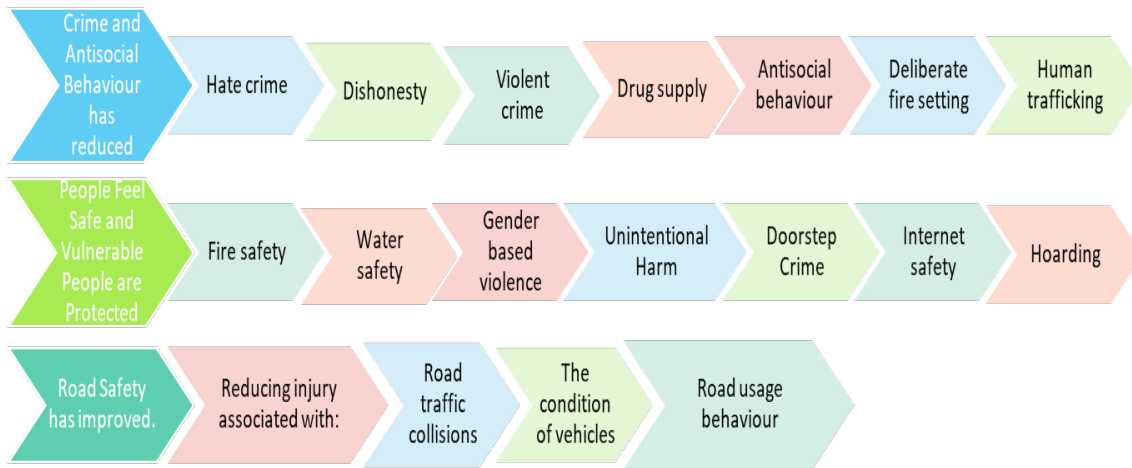 Crime and
Antisocial
Behaviour
has
reduced
Hate crime
Dishonesty
Violent
crime
Drug supply
Antisocial
behaviour
Deliberate
fire setting
Human
trafficking
People Feel
Safe and
Vulnerable
People are
Protected
Fire safety
Water
safety
Gender
based
violence
Unintentional
Harm
Doorstep
Crime
Internet
safety
Hoarding
Road Safety
has improved.
Reducing injury
associated with:
Road
traffic
collisions
The
condition
of vehicles
Road usage
behaviour